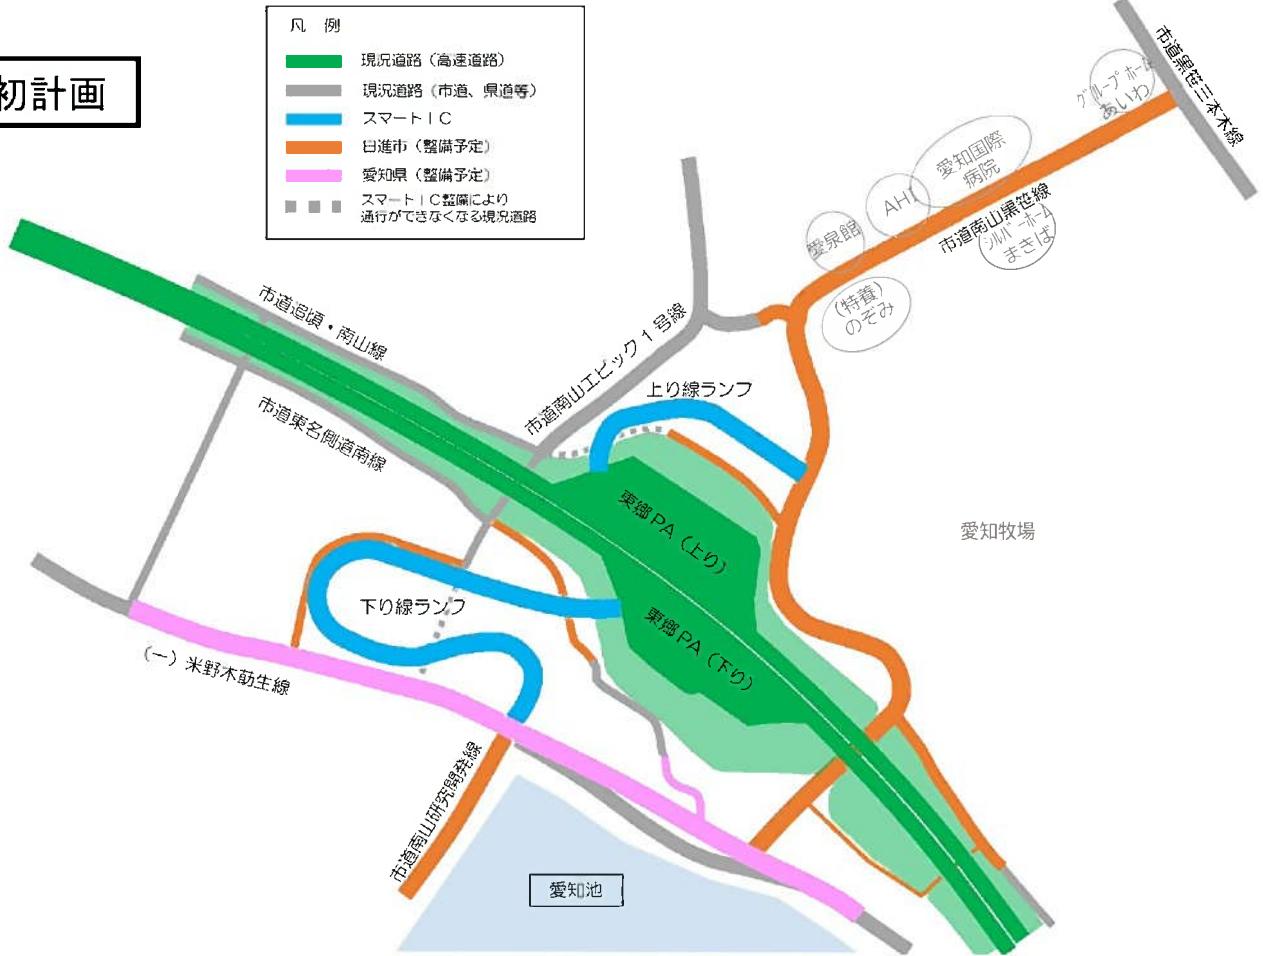 初計画
凡 例
現況道路（高速道路）
現況道路（市道、県道等）
スマートＩＣ
日進市（整備予定）
愛知県（整備予定）
スマートＩＣ整備により
通行ができなくなる現況道路
市道黒笹三本木線
グループホーム
あいわ
愛知国際
病院
AHI
愛泉館
市道南山黒笹線
シルバーホーム
まきば
（特養）
のぞみ
市道追頃・南山線
市道南山エピック１号線
上り線ランプ
市道東名側道南線
東郷PA（上り）
愛知牧場
下り線ランプ
東郷PA（下り）
（一）米野木莇生線
市道南山研究開発線
愛知池